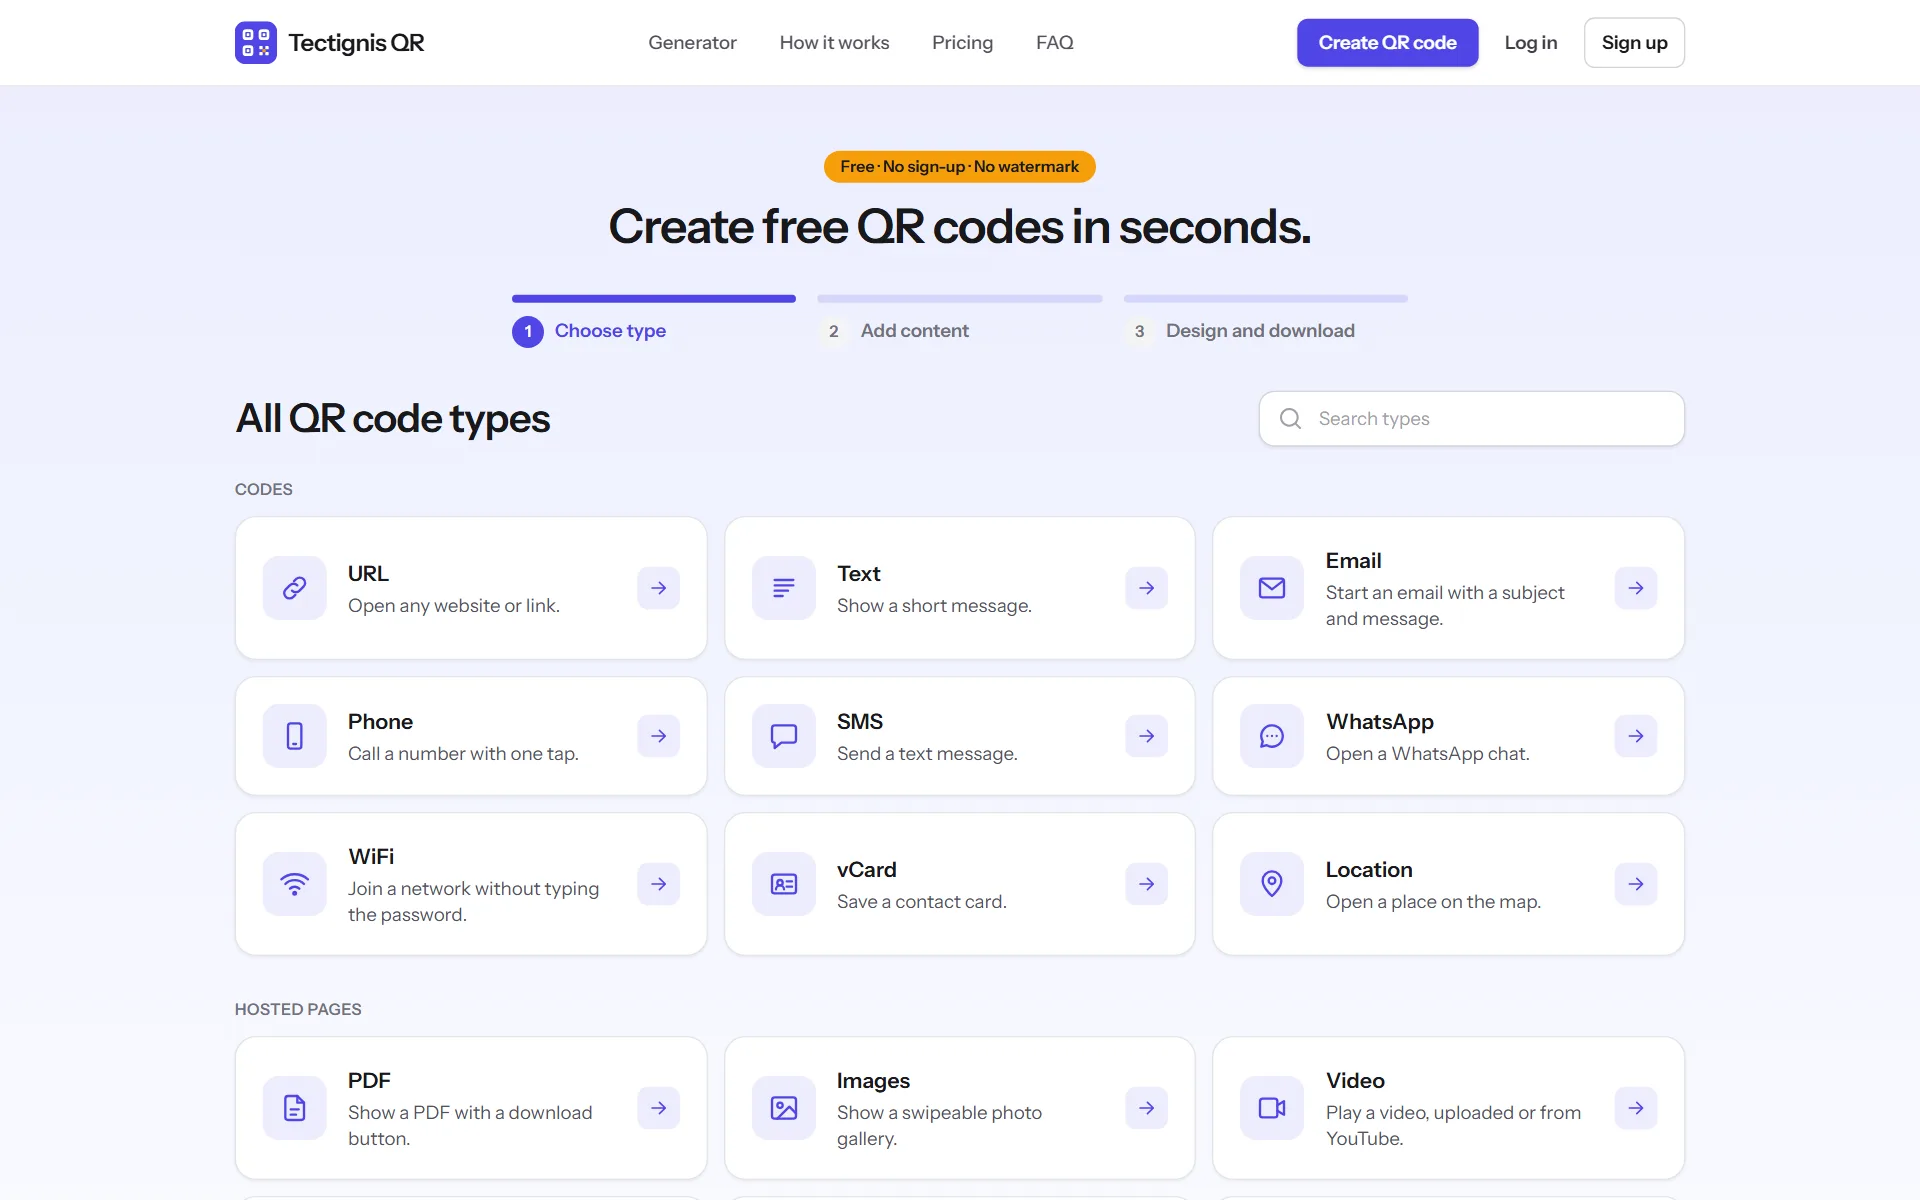 Tectignis QR
Generator
How it works
Pricing
FAQ
Create QR code
Log in
Sign up
Free · No sign-up · No watermark
Create free QR codes in seconds.
1 Choose type
2 Add content
3 Design and download
All QR code types
Search types
CODES
URL
Open any website or link.
Text
Show a short message.
Email
Start an email with a subject
and message.
Phone
Call a number with one tap.
SMS
Send a text message.
WhatsApp
Open a WhatsApp chat.
WiFi
Join a network without typing
the password.
vCard
Save a contact card.
Location
Open a place on the map.
HOSTED PAGES
PDF
Show a PDF with a download
button.
Images
Show a swipeable photo
gallery.
Video
Play a video, uploaded or from
YouTube.